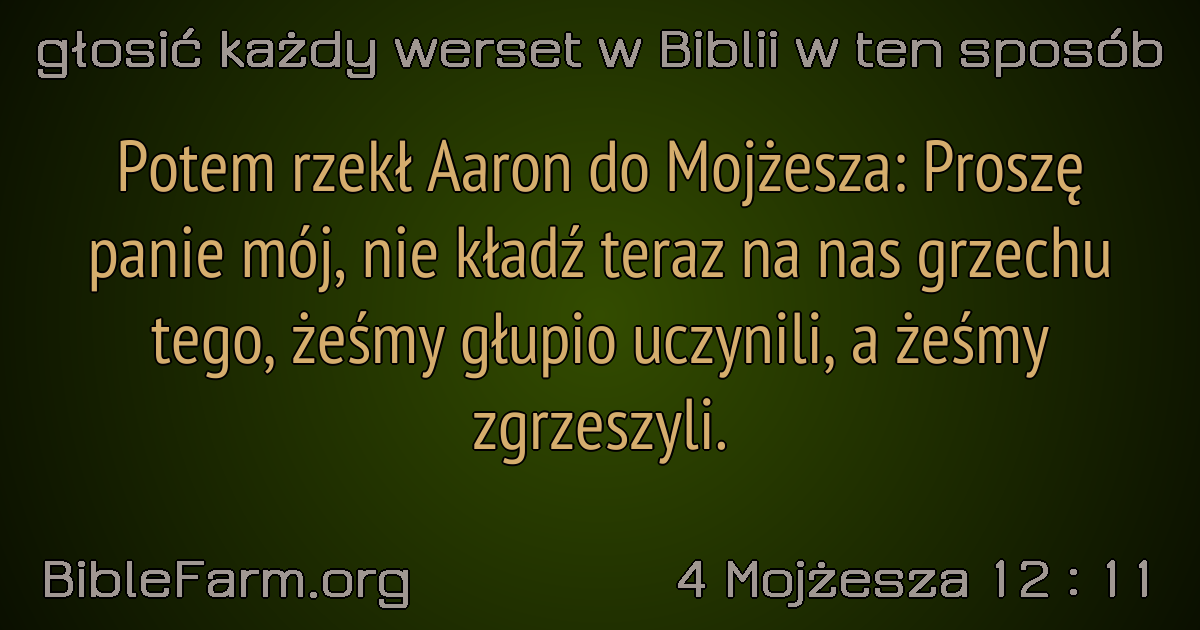 głosić każdy werset w Biblii w ten sposób
Potem rzekł Aaron do Mojżesza: Proszę
panie mój, nie kładź teraz na nas grzechu
tego, żeśmy głupio uczynili, a żeśmy
zgrzeszyli.
BibleFarm.org
4 Mojżesza 12 : 11